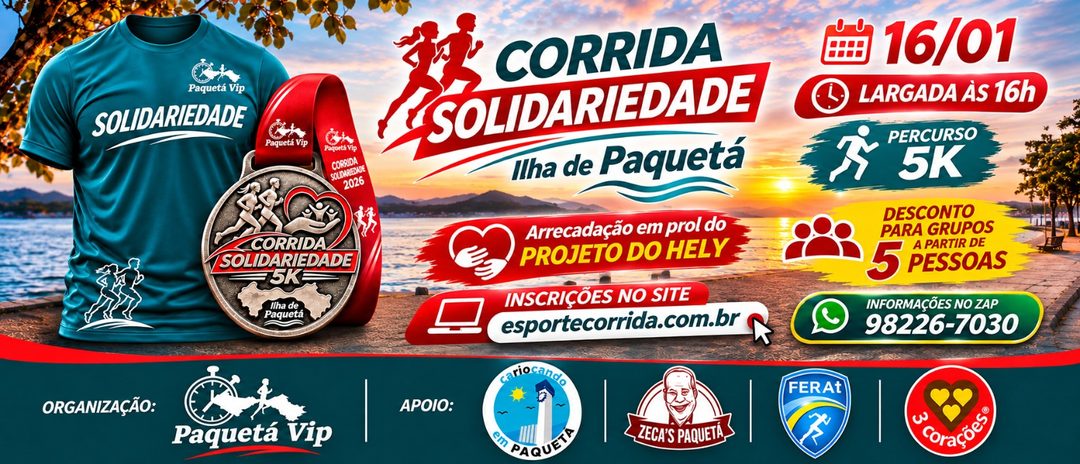 Paquetá Vip
SOLIDARIEDADE
Paquetá Vip
Paquetá Vip
CORRIDA
SOLIDARIEDADE
2026
CORRIDA
SOLIDARIEDADE
5K
Ilha de
Paquetá
CORRIDA
SOLIDARIEDADE
Ilha de Paquetá
16/01
LARGADA ÀS 16h
PERCURSO
5K
Arrecadação em prol do
PROJETO DO HELY
DESCONTO
PARA GRUPOS
A PARTIR DE
5 PESSOAS
INSCRIÇÕES NO SITE
esportecorrida.com.br
INFORMAÇÕES NO ZAP
98226-7030
ORGANIZAÇÃO:
Paquetá Vip
APOIO:
Cariocando
em PAQUETÁ
ZECA'S PAQUETÁ
FERAt
3 corações®